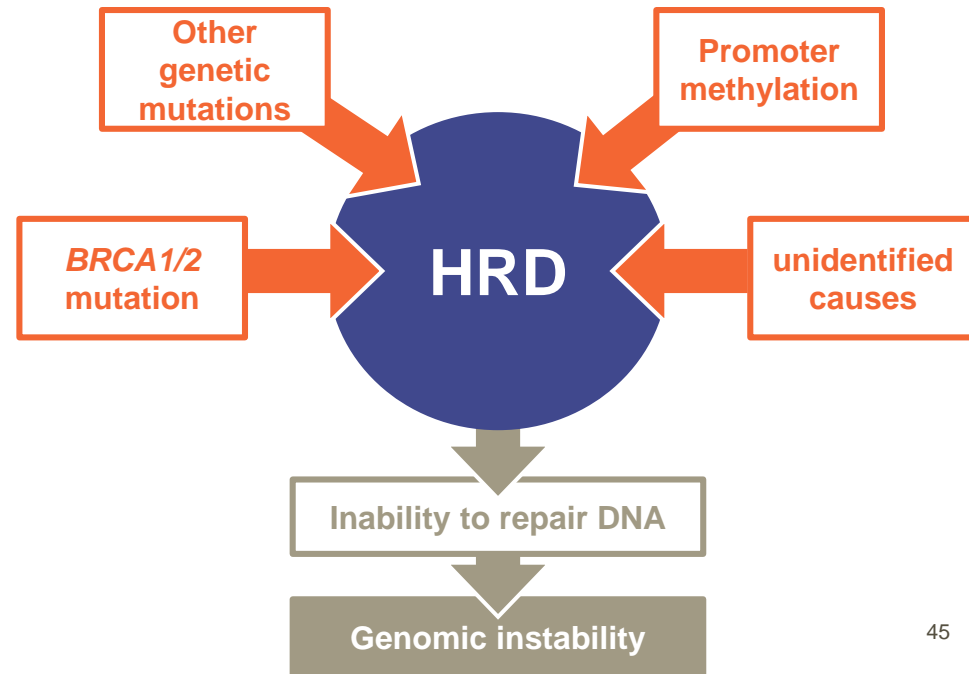 Other
genetic
mutations
Promoter
methylation
BRCA1/2
mutation
HRD
unidentified
causes
Inability to repair DNA
Genomic instability
45